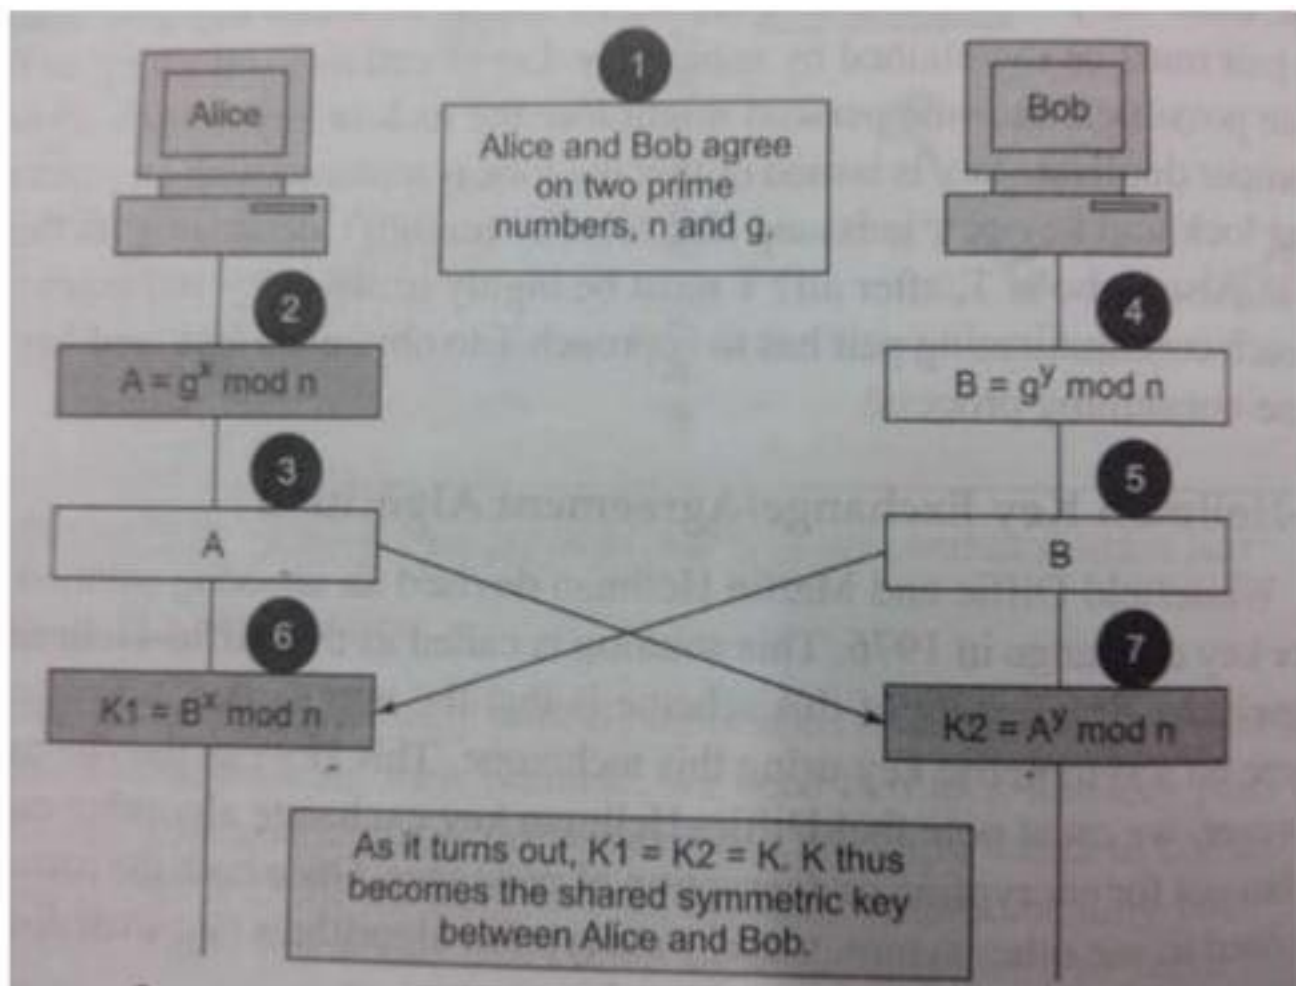 1
Alice
Bob
Alice and Bob agree
on two prime
numbers, n and g.
2
4
A = g^x mod n
B = g^y mod n
3
5
A
B
6
7
K1 = B^x mod n
K2 = A^y mod n
As it turns out, K1 = K2 = K. K thus
becomes the shared symmetric key
between Alice and Bob.